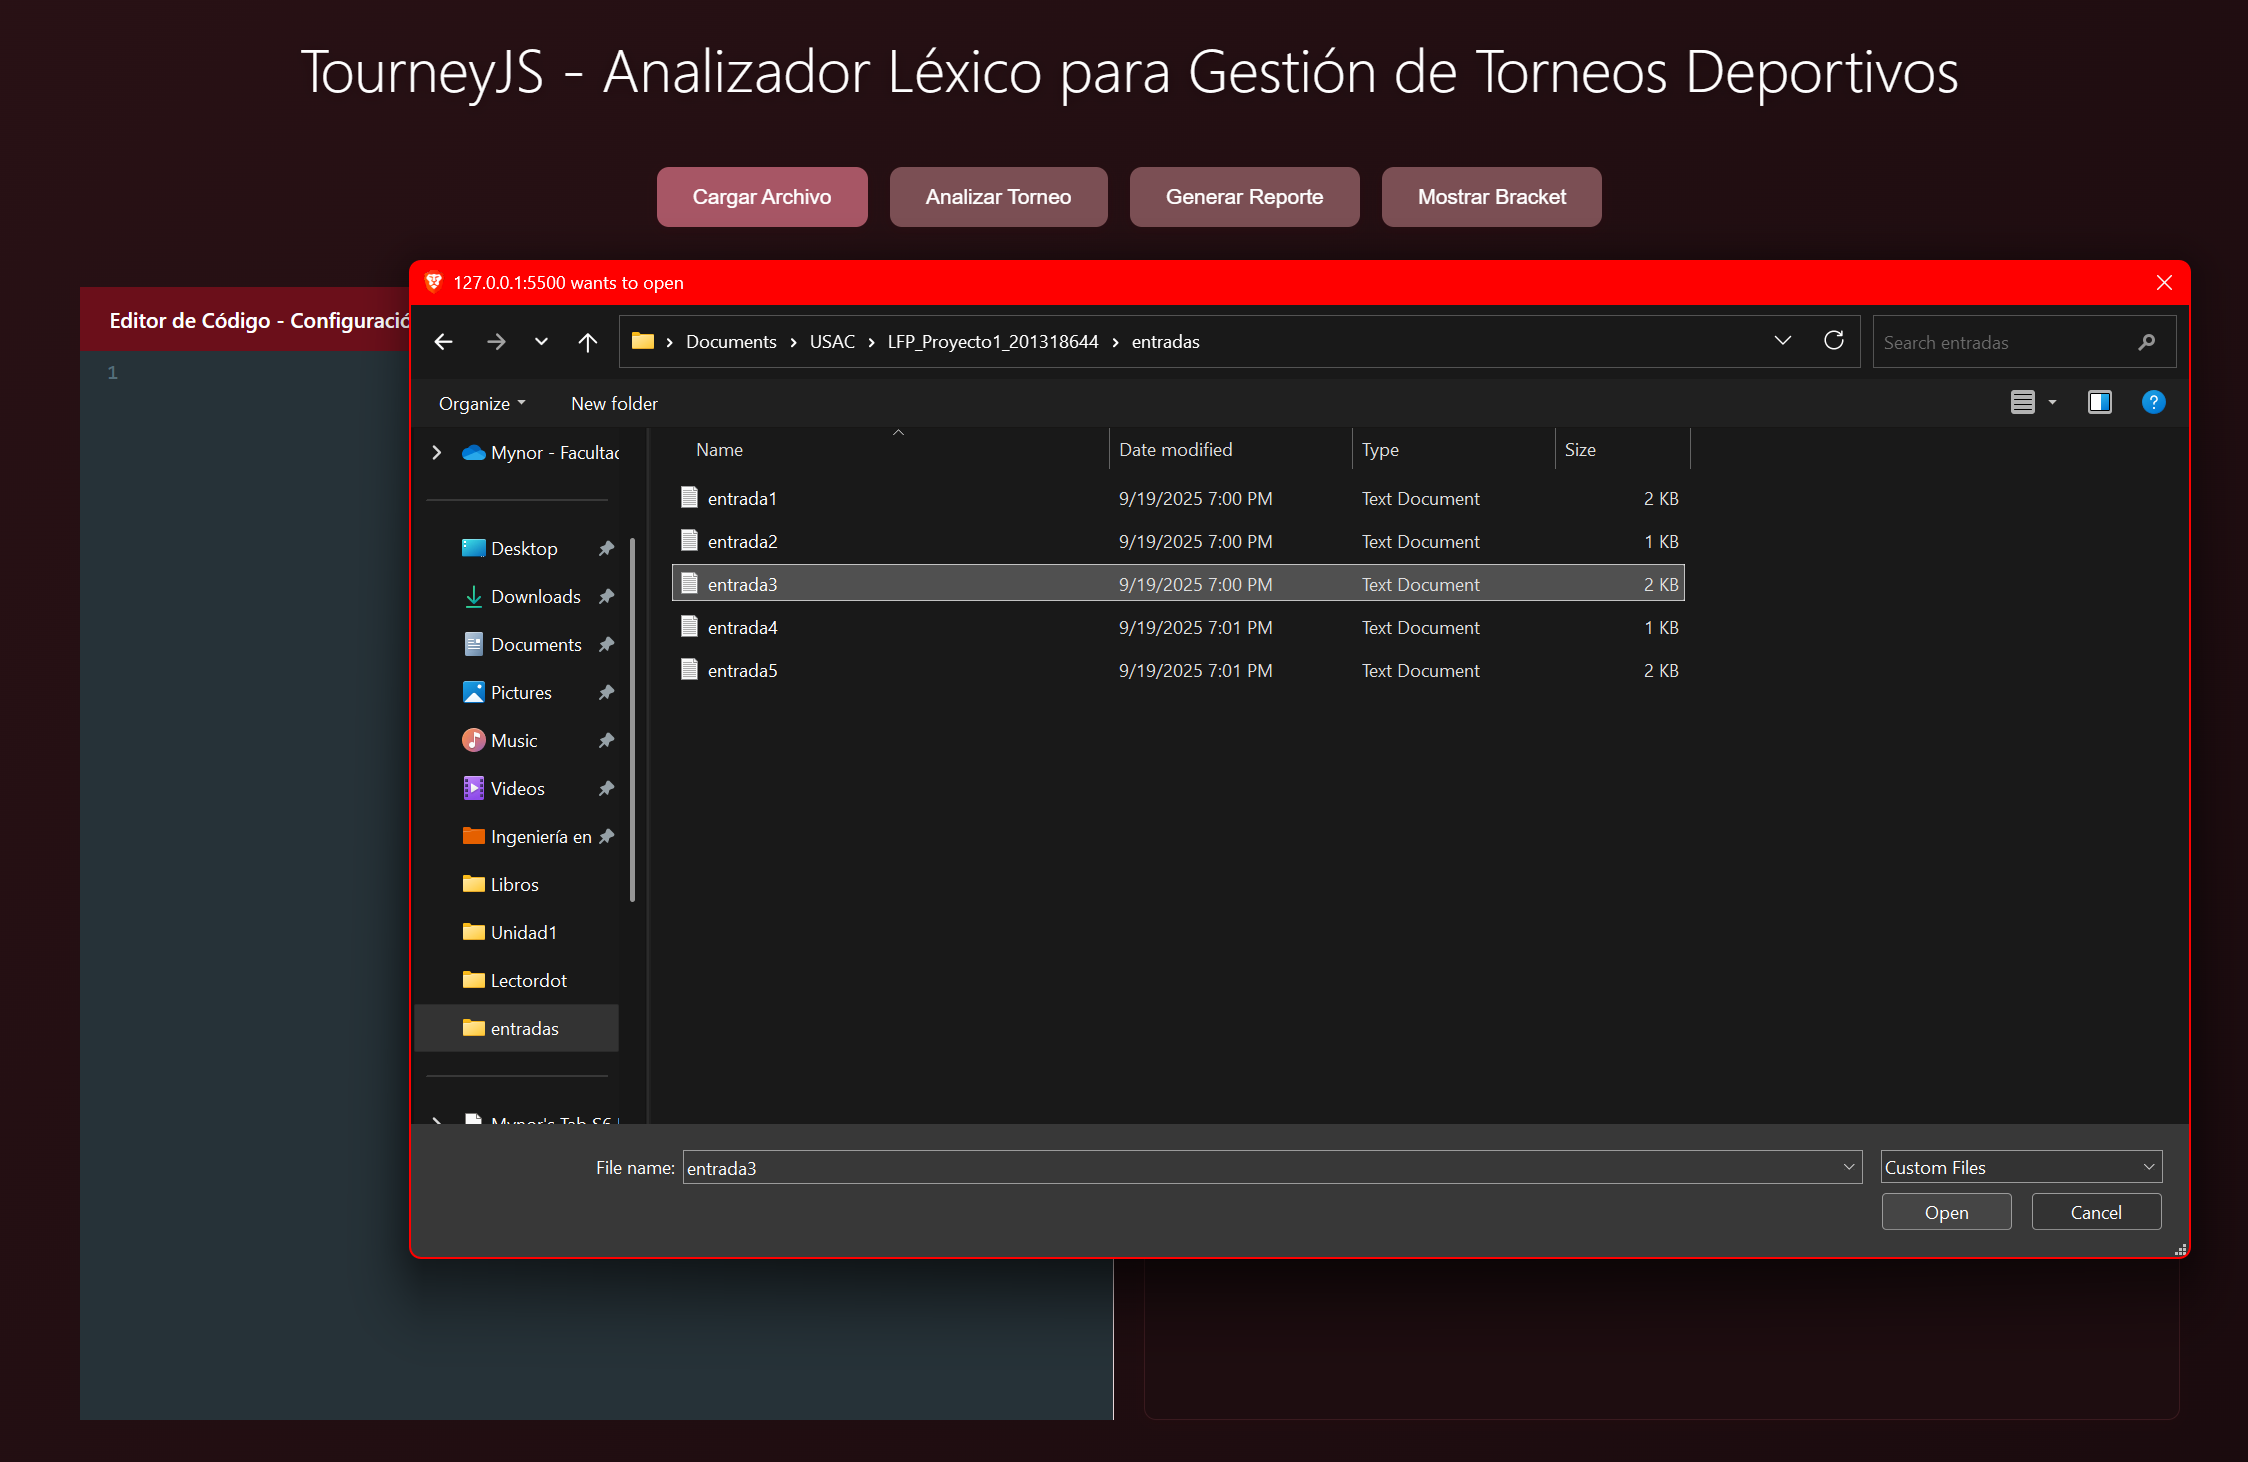 TourneyJS - Analizador Léxico para Gestión de Torneos Deportivos
Cargar Archivo Analizar Torneo Generar Reporte Mostrar Bracket
Editor de Código - Configuració
1
127.0.0.1:5500 wants to open
Documents USAC LFP_Proyecto1_201318644 entradas
Search entradas
Organize New folder
?
Mynor - Facultad
Desktop
Downloads
Documents
Pictures
Music
Videos
Ingeniería en
Libros
Unidad1
Lectordot
entradas
Mynor's Tab S6
Name Date modified Type Size
entrada1 9/19/2025 7:00 PM Text Document 2 KB
entrada2 9/19/2025 7:00 PM Text Document 1 KB
entrada3 9/19/2025 7:00 PM Text Document 2 KB
entrada4 9/19/2025 7:01 PM Text Document 1 KB
entrada5 9/19/2025 7:01 PM Text Document 2 KB
File name: entrada3 Custom Files
Open Cancel